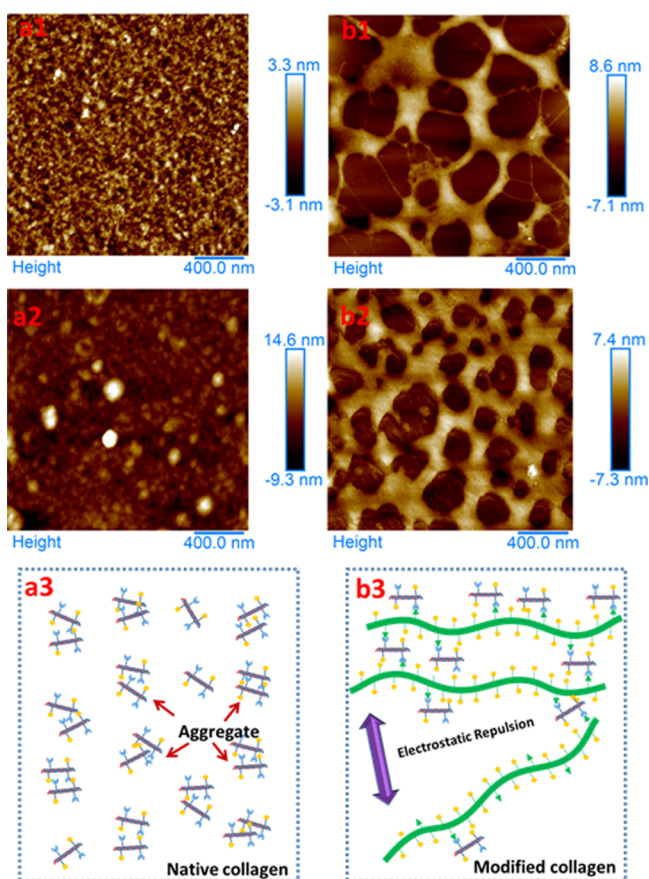 a1
3.3 nm
-3.1 nm
Height
400.0 nm
b1
8.6 nm
-7.1 nm
Height
400.0 nm
a2
14.6 nm
-9.3 nm
Height
400.0 nm
b2
7.4 nm
-7.3 nm
Height
400.0 nm
a3
Aggregate
Native collagen
b3
Electrostatic Repulsion
Modified collagen